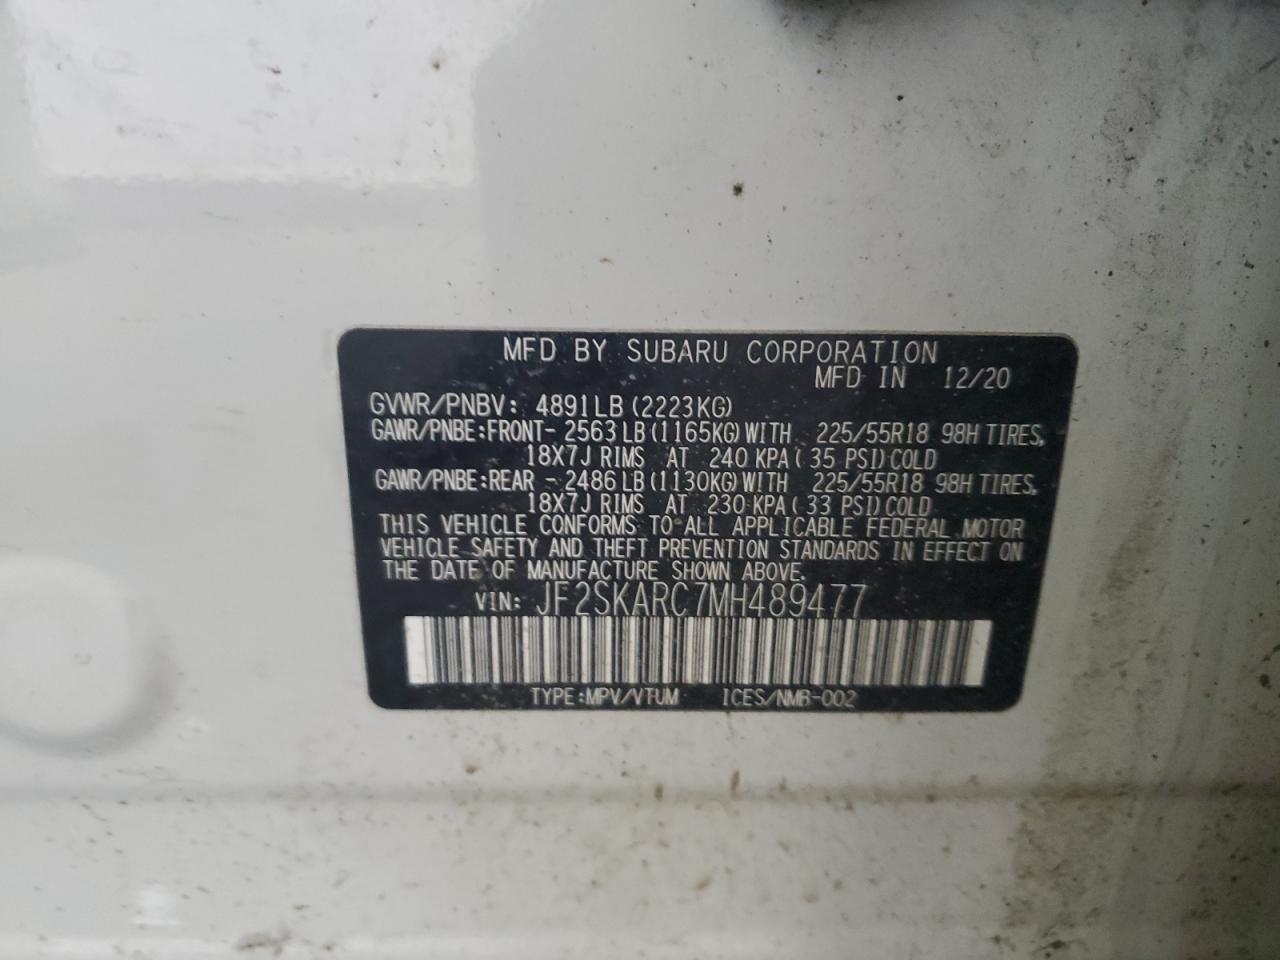 MFD BY SUBARU CORPORATION
MFD IN 12/20
GVWR/PNBV: 4891LB(2223KG)
GAWR/PNBE:FRONT- 2563LB(1165KG)WITH 225/55R18 98H TIRES,
18X7J RIMS AT 240 KPA( 35 PSI)COLD
GAWR/PNBE:REAR - 2486LB(1130KG)WITH 225/55R18 98H TIRES,
18X7J RIMS AT 230 KPA( 33 PSI)COLD
THIS VEHICLE CONFORMS TO ALL APPLICABLE FEDERAL MOTOR
VEHICLE SAFETY AND THEFT PREVENTION STANDARDS IN EFFECT ON
THE DATE OF MANUFACTURE SHOWN ABOVE.
VIN: JF2SKARC7MH489477
TYPE:MPV/VTUM ICES/NMB-002